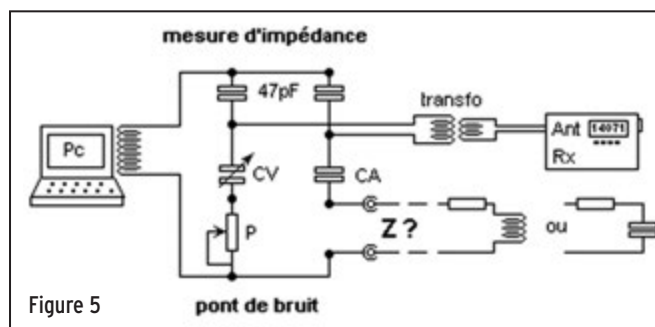 mesure d'impédance
47pF
transfo
Ant 14071
Rx
Pc
CV
CA
P
Z ?
ou
Figure 5
pont de bruit